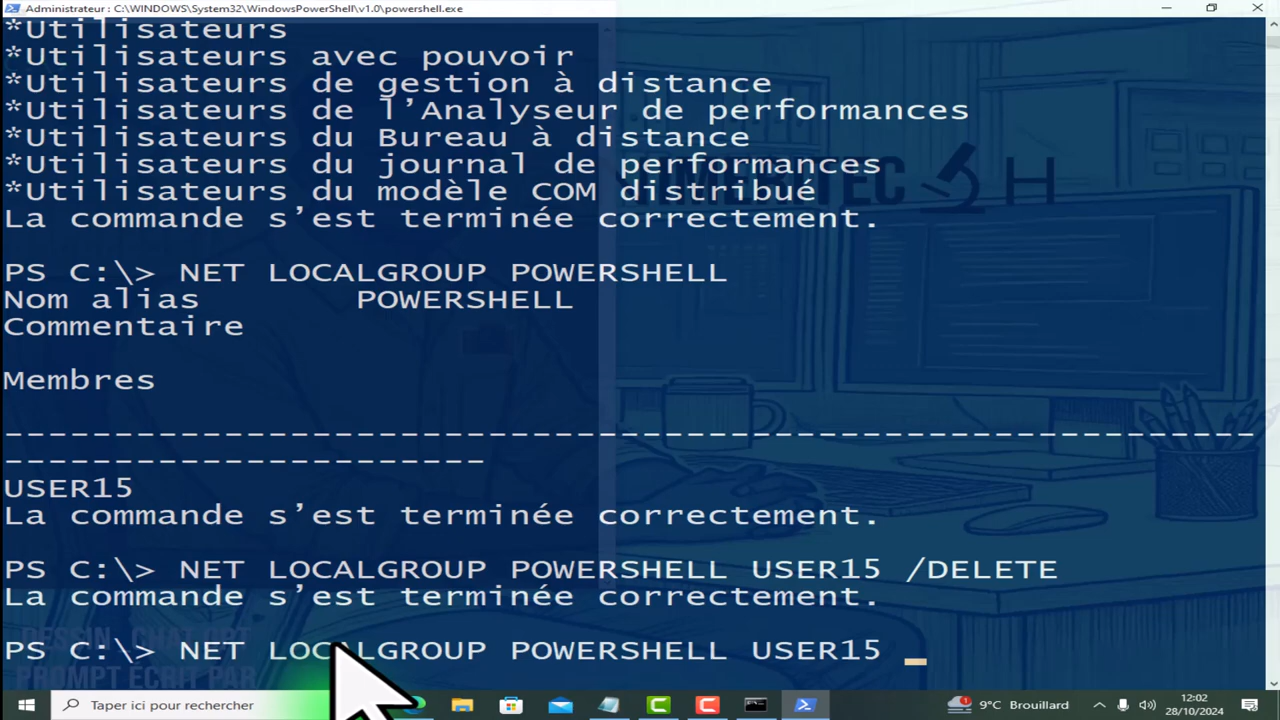 Administrateur : C:\WINDOWS\System32\WindowsPowerShell\v1.0\powershell.exe
*Utilisateurs
*Utilisateurs avec pouvoir
*Utilisateurs de gestion à distance
*Utilisateurs de l'Analyseur de performances
*Utilisateurs du Bureau à distance
*Utilisateurs du journal de performances
*Utilisateurs du modèle COM distribué
La commande s'est terminée correctement.
PS C:\> NET LOCALGROUP POWERSHELL
Nom alias POWERSHELL
Commentaire
Membres
-------------------------------------------------------------------------------
USER15
La commande s'est terminée correctement.
PS C:\> NET LOCALGROUP POWERSHELL USER15 /DELETE
La commande s'est terminée correctement.
PS C:\> NET LOCALGROUP POWERSHELL USER15 _
PROMPT ÉCRIT PAR
Taper ici pour rechercher
9°C Brouillard
12:02
28/10/2024